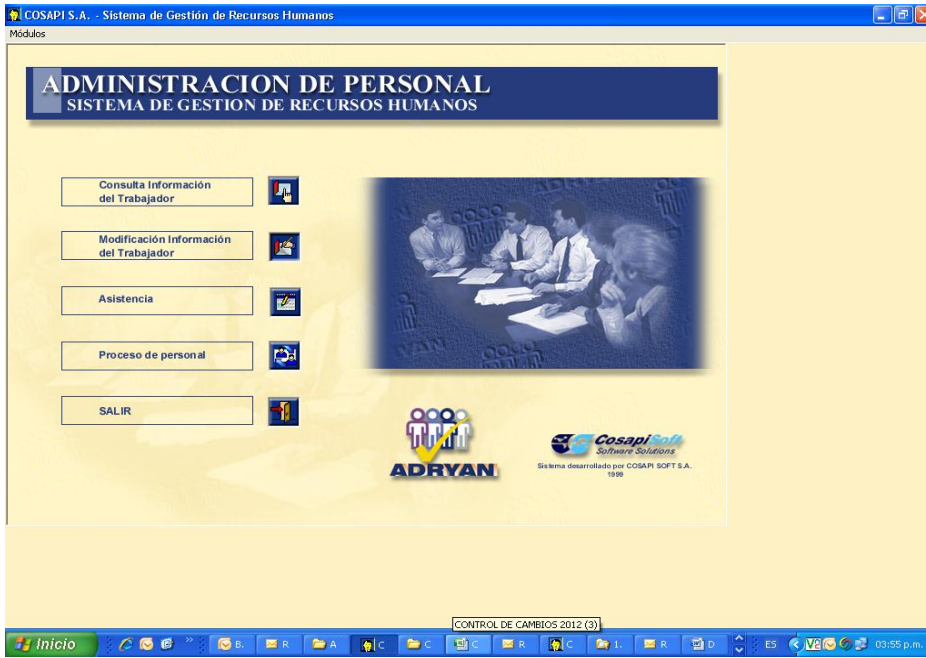 COSAPI S.A. - Sistema de Gestión de Recursos Humanos
Módulos
ADMINISTRACION DE PERSONAL
SISTEMA DE GESTION DE RECURSOS HUMANOS
Consulta Información
del Trabajador
Modificación Información
del Trabajador
Asistencia
Proceso de personal
SALIR
ADRYAN
CosapiSoft
Software Solutions
Sistema desarrollado por COSAPI SOFT S.A.
1999
CONTROL DE CAMBIOS 2012 (3)
Inicio B. R A C C C R C 1. R D ES 03:55 p.m.